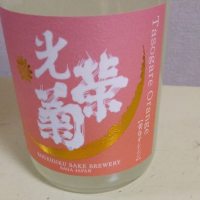 光栄菊
Tasogare Orange
KOUEIGIKU SAKE BREWERY
SAGA JAPAN